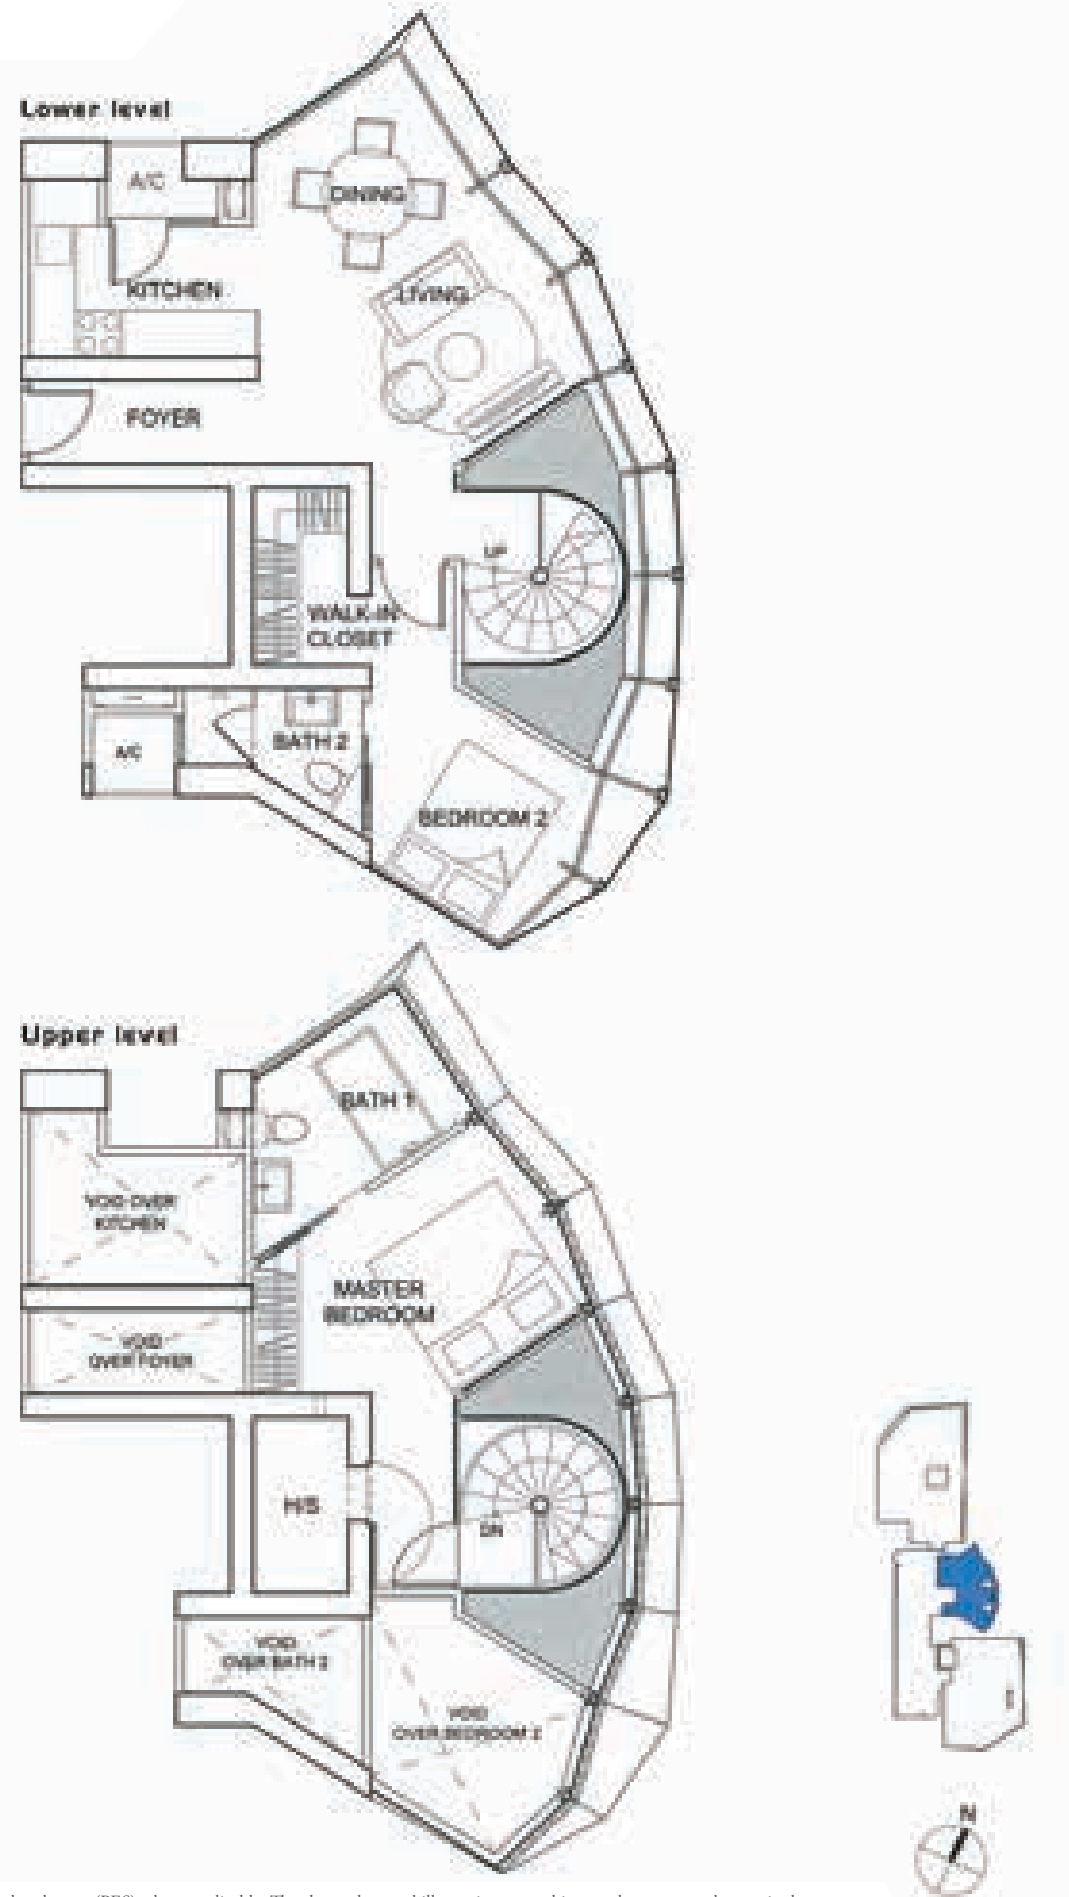 Lower level
A/C
DINING
KITCHEN
LIVING
FOYER
UP
WALK-IN
CLOSET
BATH 2
A/C
BEDROOM 2
Upper level
BATH 1
VOID OVER
KITCHEN
MASTER
BEDROOM
VOID
OVER FOYER
H/S
DN
VOID
OVER BATH 2
VOID
OVER BEDROOM 2
N